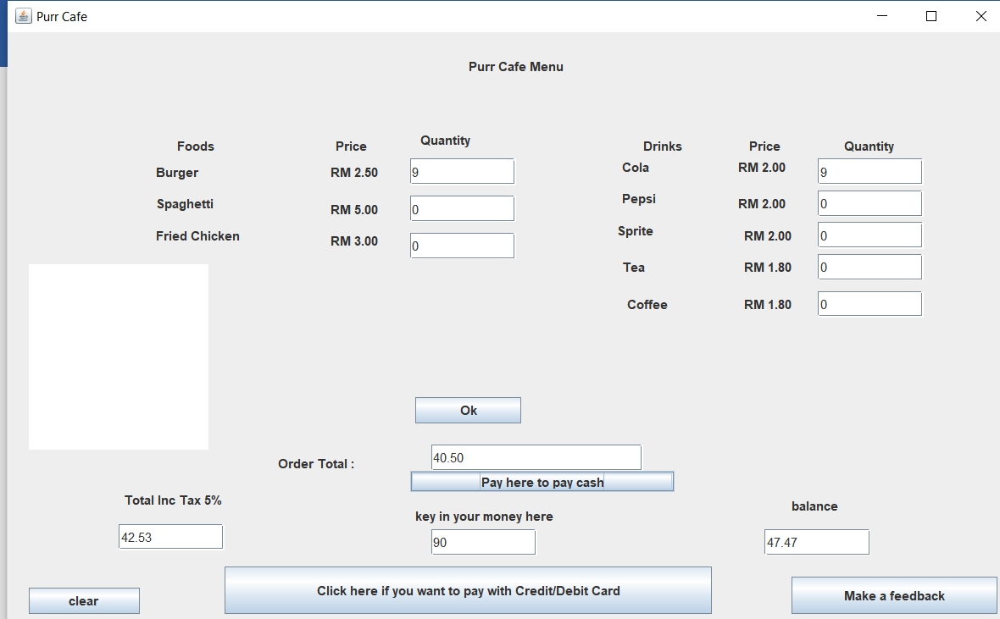 Purr Cafe
Purr Cafe Menu
Foods Price Quantity Drinks Price Quantity
Burger RM 2.50 9 Cola RM 2.00 9
Spaghetti RM 5.00 0 Pepsi RM 2.00 0
Fried Chicken RM 3.00 0 Sprite RM 2.00 0
Tea RM 1.80 0
Coffee RM 1.80 0
Ok
Order Total : 40.50
Pay here to pay cash
Total Inc Tax 5% key in your money here balance
42.53 90 47.47
clear Click here if you want to pay with Credit/Debit Card Make a feedback